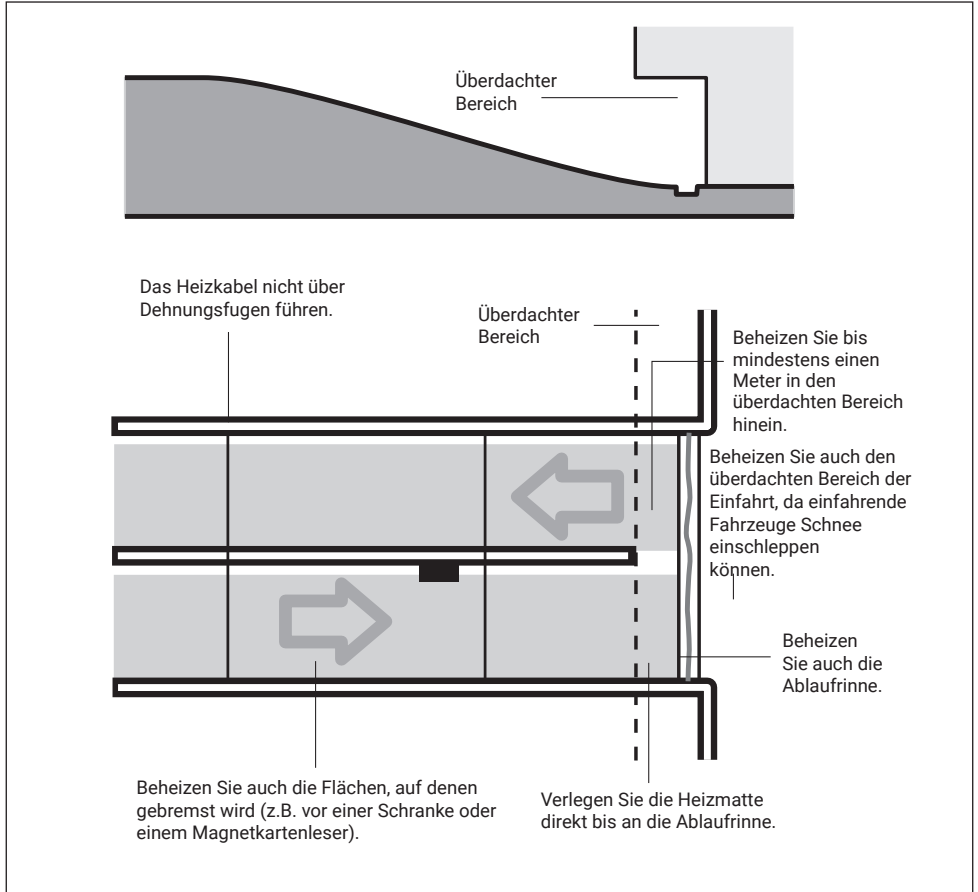 Überdachter
Bereich
Das Heizkabel nicht über
Dehnungsfugen führen.
Überdachter
Bereich
Beheizen Sie bis
mindestens einen
Meter in den
überdachten Bereich
hinein.
Beheizen Sie auch den
überdachten Bereich der
Einfahrt, da einfahrende
Fahrzeuge Schnee
einschleppen
können.
Beheizen
Sie auch die
Ablaufrinne.
Beheizen Sie auch die Flächen, auf denen
gebremst wird (z.B. vor einer Schranke oder
einem Magnetkartenleser).
Verlegen Sie die Heizmatte
direkt bis an die Ablaufrinne.